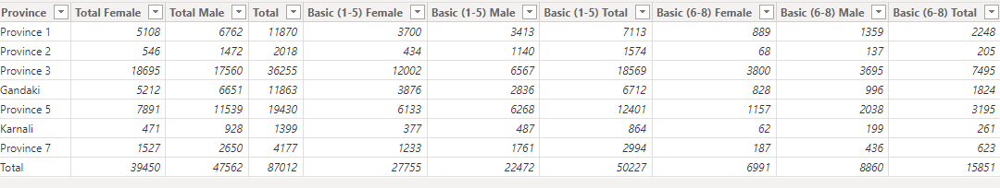 Province Total Female Total Male Total Basic (1-5) Female Basic (1-5) Male Basic (1-5) Total Basic (6-8) Female Basic (6-8) Male Basic (6-8) Total
Province 1 5108 6762 11870 3700 3413 7113 889 1359 2248
Province 2 546 1472 2018 434 1140 1574 68 137 205
Province 3 18695 17560 36255 12002 6567 18569 3800 3695 7495
Gandaki 5212 6651 11863 3876 2836 6712 828 996 1824
Province 5 7891 11539 19430 6133 6268 12401 1157 2038 3195
Karnali 471 928 1399 377 487 864 62 199 261
Province 7 1527 2650 4177 1233 1761 2994 187 436 623
Total 39450 47562 87012 27755 22472 50227 6991 8860 15851